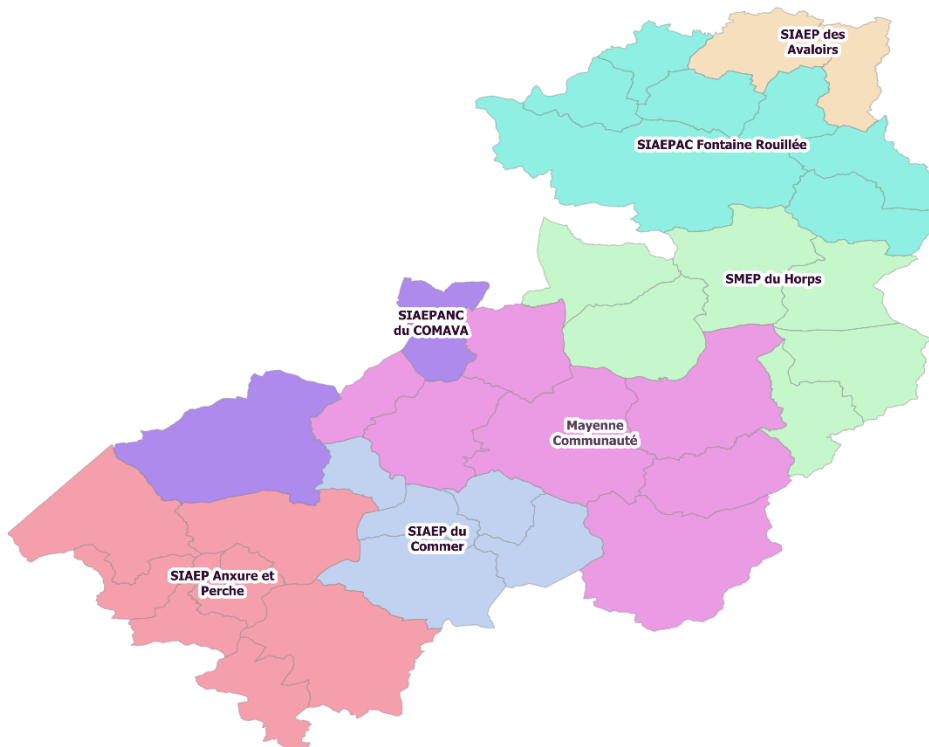 SIAEP des
Avaloirs
SIAEPAC Fontaine Rouillée
SMEP du Horps
SIAEPANC
du COMAVA
Mayenne
Communauté
SIAEP du
Commer
SIAEP Anxure et
Perche